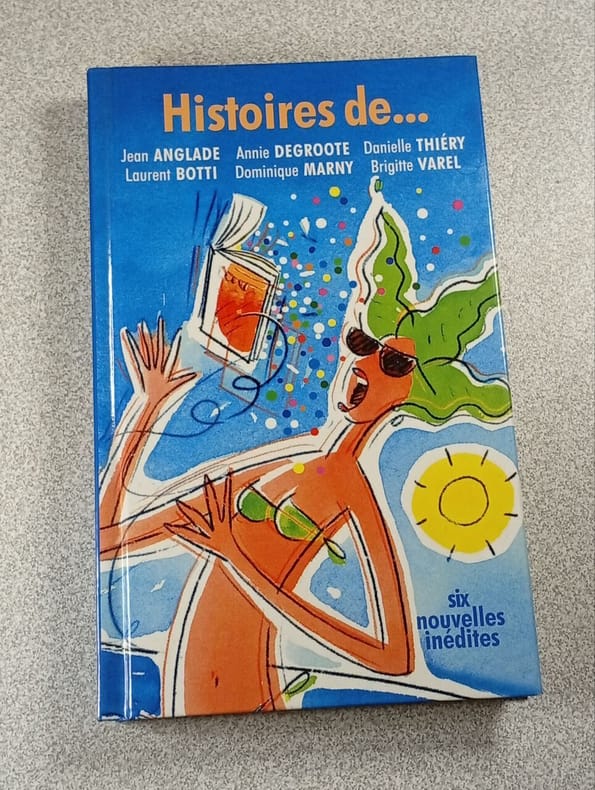 Histoires de...
Jean ANGLADE Annie DEGROOTE Danielle THIÉRY
Laurent BOTTI Dominique MARNY Brigitte VAREL
six
nouvelles
inédites